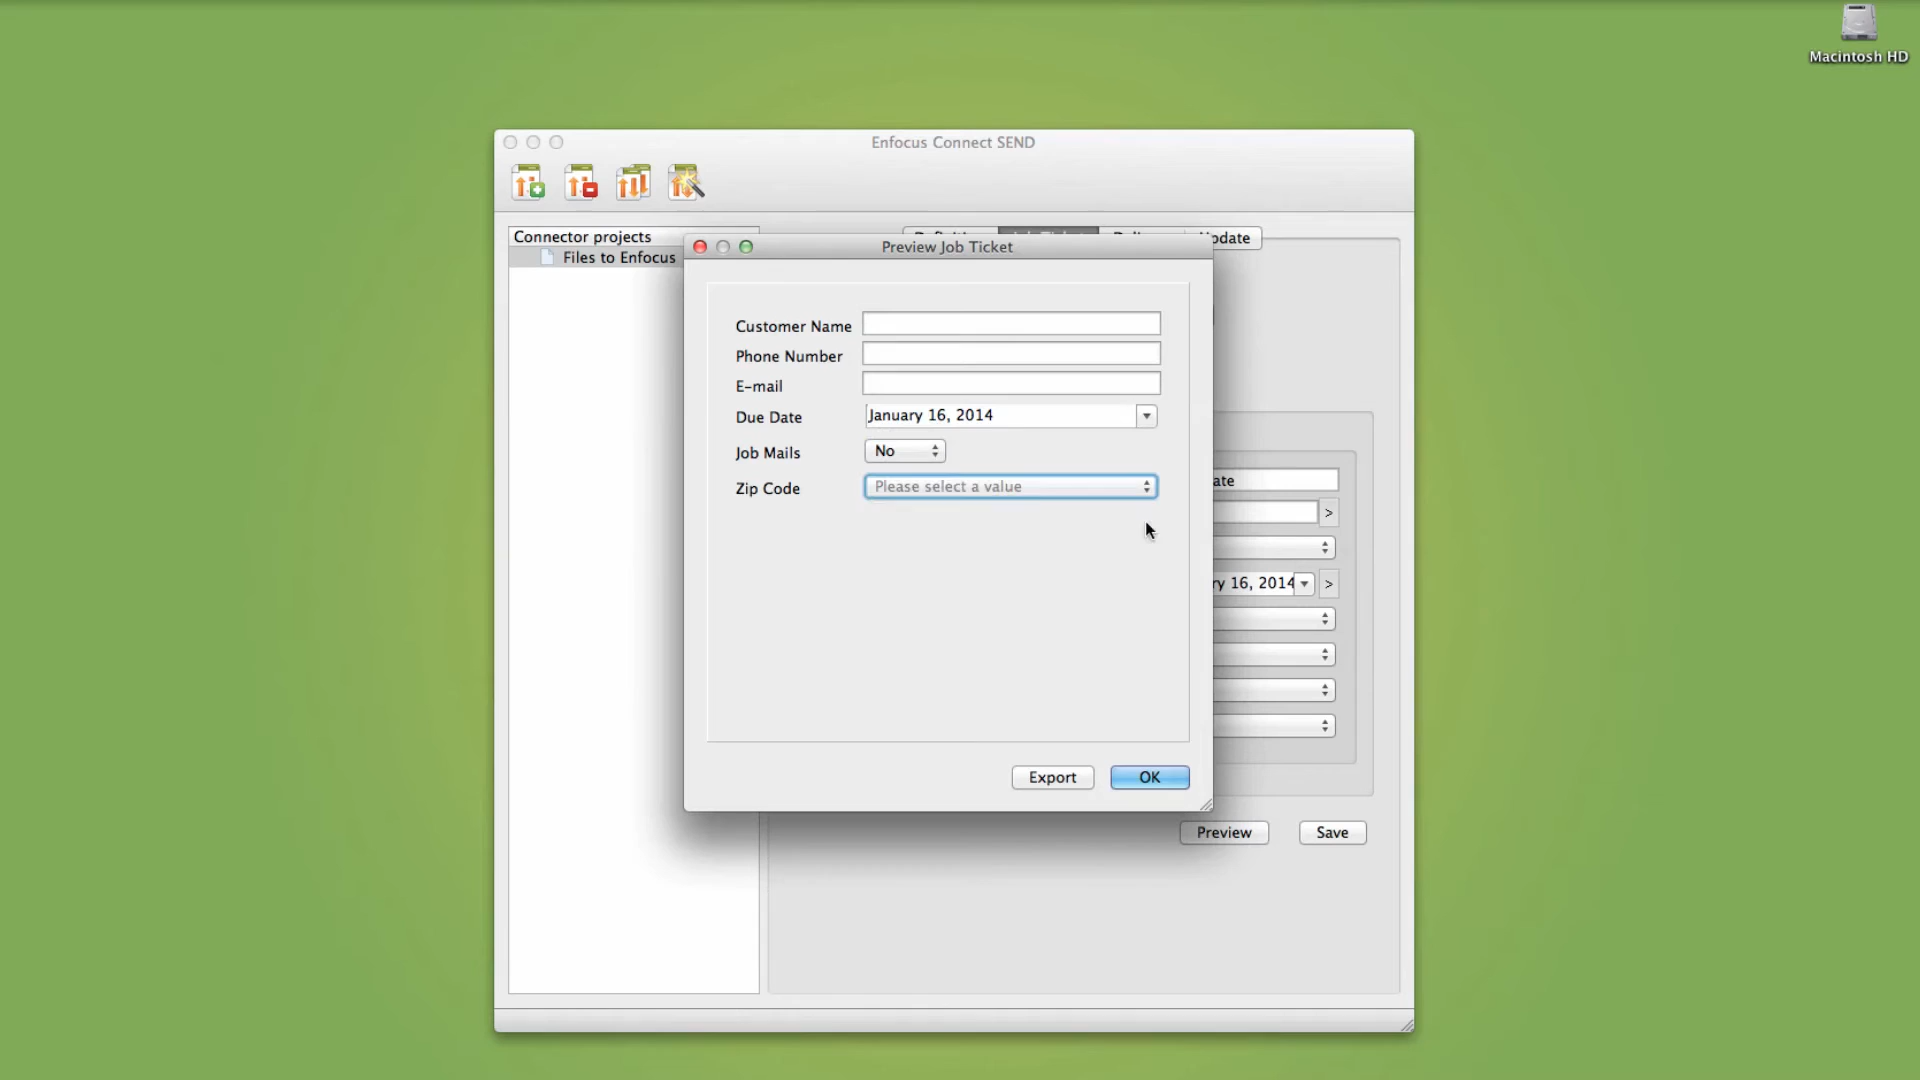 Macintosh HD
Enfocus Connect SEND
Connector projects
Files to Enfocus
Update
Preview Job Ticket
Customer Name
Phone Number
E-mail
Due Date
January 16, 2014
Job Mails
No
Zip Code
Please select a value
ate
>
ry 16, 2014
>
Export
OK
Preview
Save